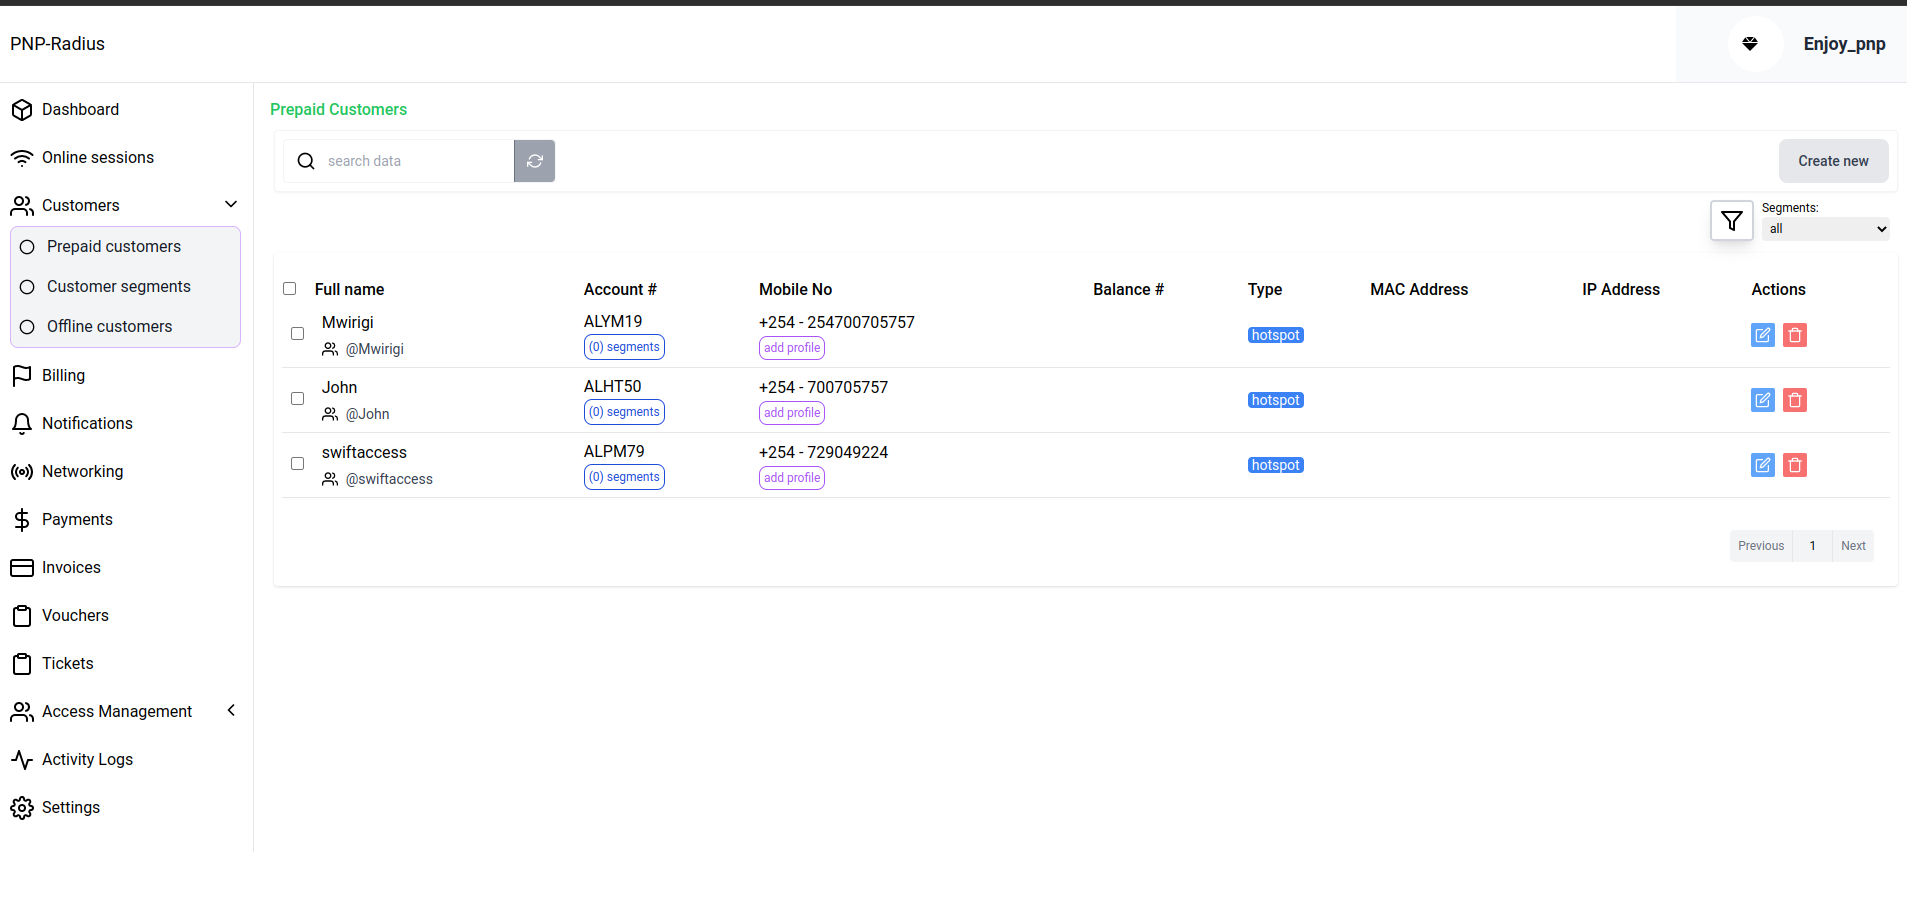 PNP-Radius
Enjoy_pnp
Dashboard
Online sessions
Customers
Prepaid customers
Customer segments
Offline customers
Billing
Notifications
Networking
Payments
Invoices
Vouchers
Tickets
Access Management
Activity Logs
Settings
Prepaid Customers
search data
Create new
Segments:
all
Full name Account # Mobile No Balance # Type MAC Address IP Address Actions
Mwirigi ALYM19 +254 - 254700705757 hotspot
@Mwirigi (0) segments add profile
John ALHT50 +254 - 700705757 hotspot
@John (0) segments add profile
swiftaccess ALPM79 +254 - 729049224 hotspot
@swiftaccess (0) segments add profile
Previous 1 Next